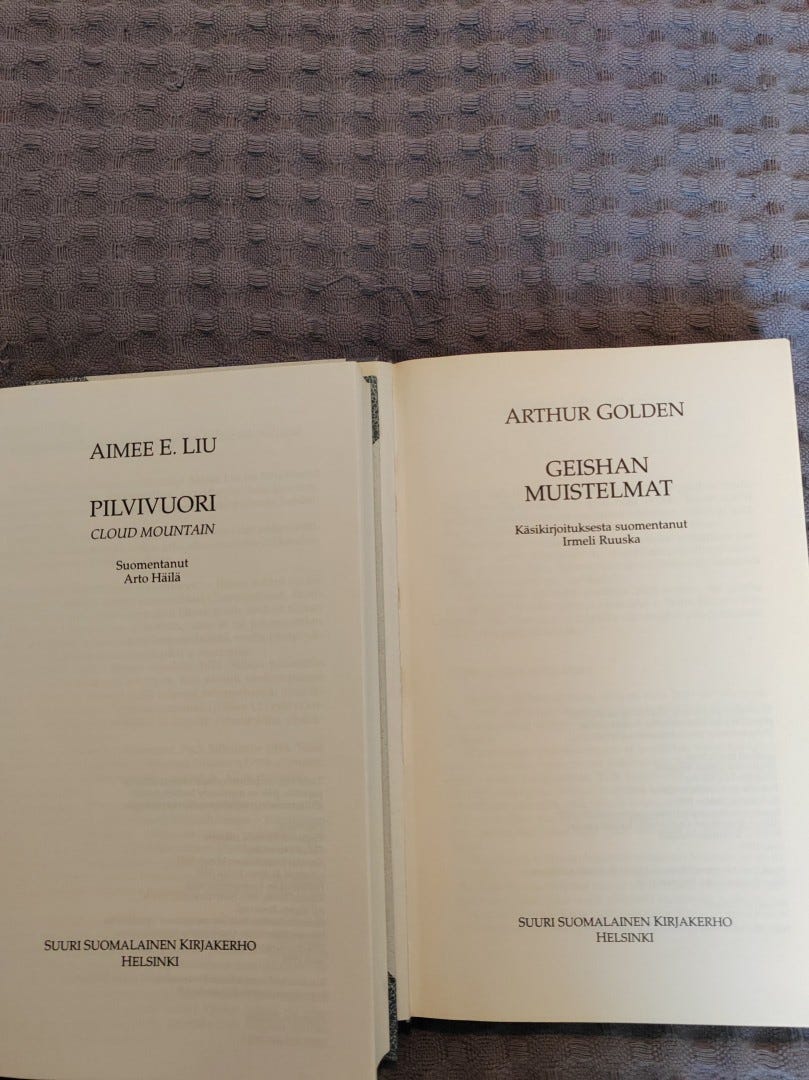 AIMEE E. LIU
PILVIVUORI
CLOUD MOUNTAIN
Suomentanut
Arto Häilä
SUURI SUOMALAINEN KIRJAKERHO
HELSINKI
ARTHUR GOLDEN
GEISHAN
MUISTELMAT
Käsikirjoituksesta suomentanut
Irmeli Ruuska
SUURI SUOMALAINEN KIRJAKERHO
HELSINKI